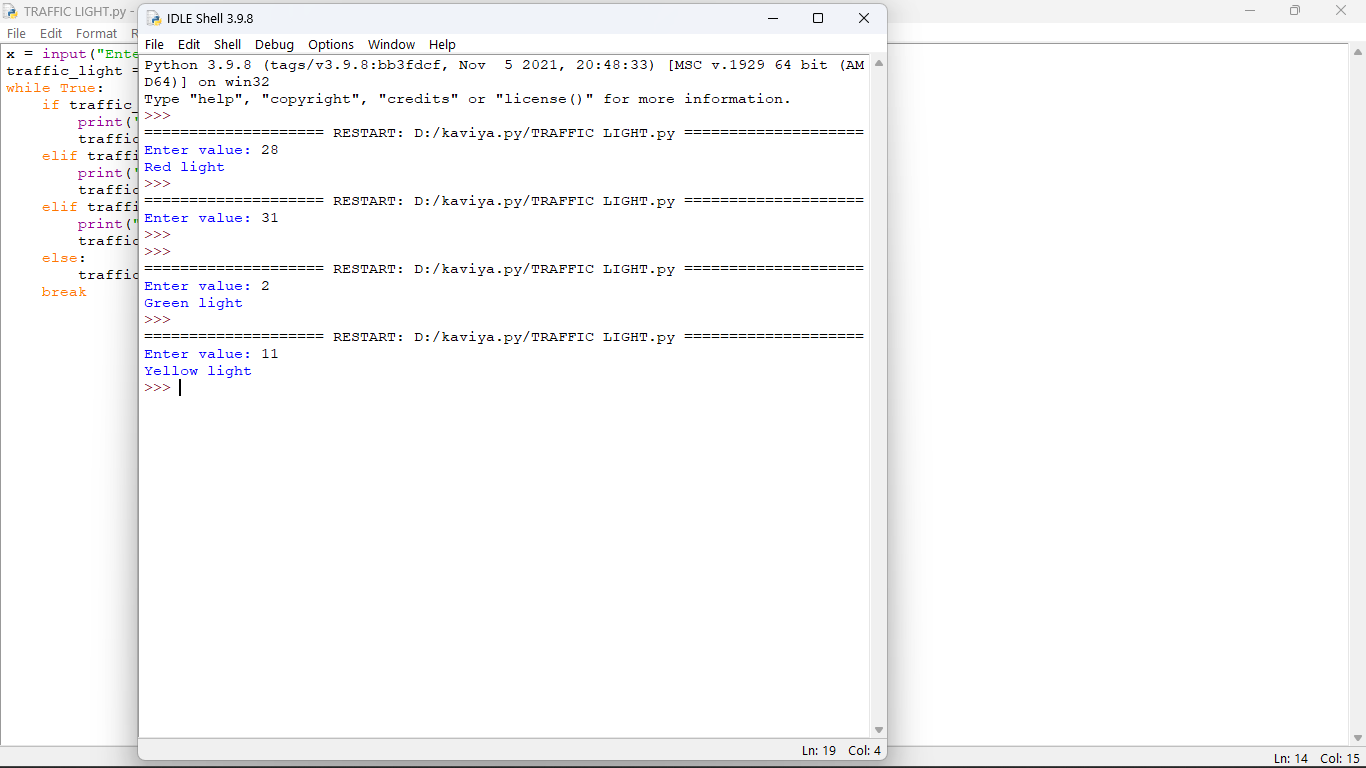 TRAFFIC LIGHT.py -
File Edit Format
x = input("Ente
traffic_light =
while True:
if traffic_
print("
traffic
elif traffi
print("
traffic
elif traffi
print("
traffic
else:
traffic
break
IDLE Shell 3.9.8
File Edit Shell Debug Options Window Help
Python 3.9.8 (tags/v3.9.8:bb3fdcf, Nov  5 2021, 20:48:33) [MSC v.1929 64 bit (AM
D64)] on win32
Type "help", "copyright", "credits" or "license()" for more information.
>>>
==================== RESTART: D:/kaviya.py/TRAFFIC LIGHT.py ====================
Enter value: 28
Red light
>>>
==================== RESTART: D:/kaviya.py/TRAFFIC LIGHT.py ====================
Enter value: 31
>>>
>>>
==================== RESTART: D:/kaviya.py/TRAFFIC LIGHT.py ====================
Enter value: 2
Green light
>>>
==================== RESTART: D:/kaviya.py/TRAFFIC LIGHT.py ====================
Enter value: 11
Yellow light
>>>
Ln: 19 Col: 4
Ln: 14 Col: 15